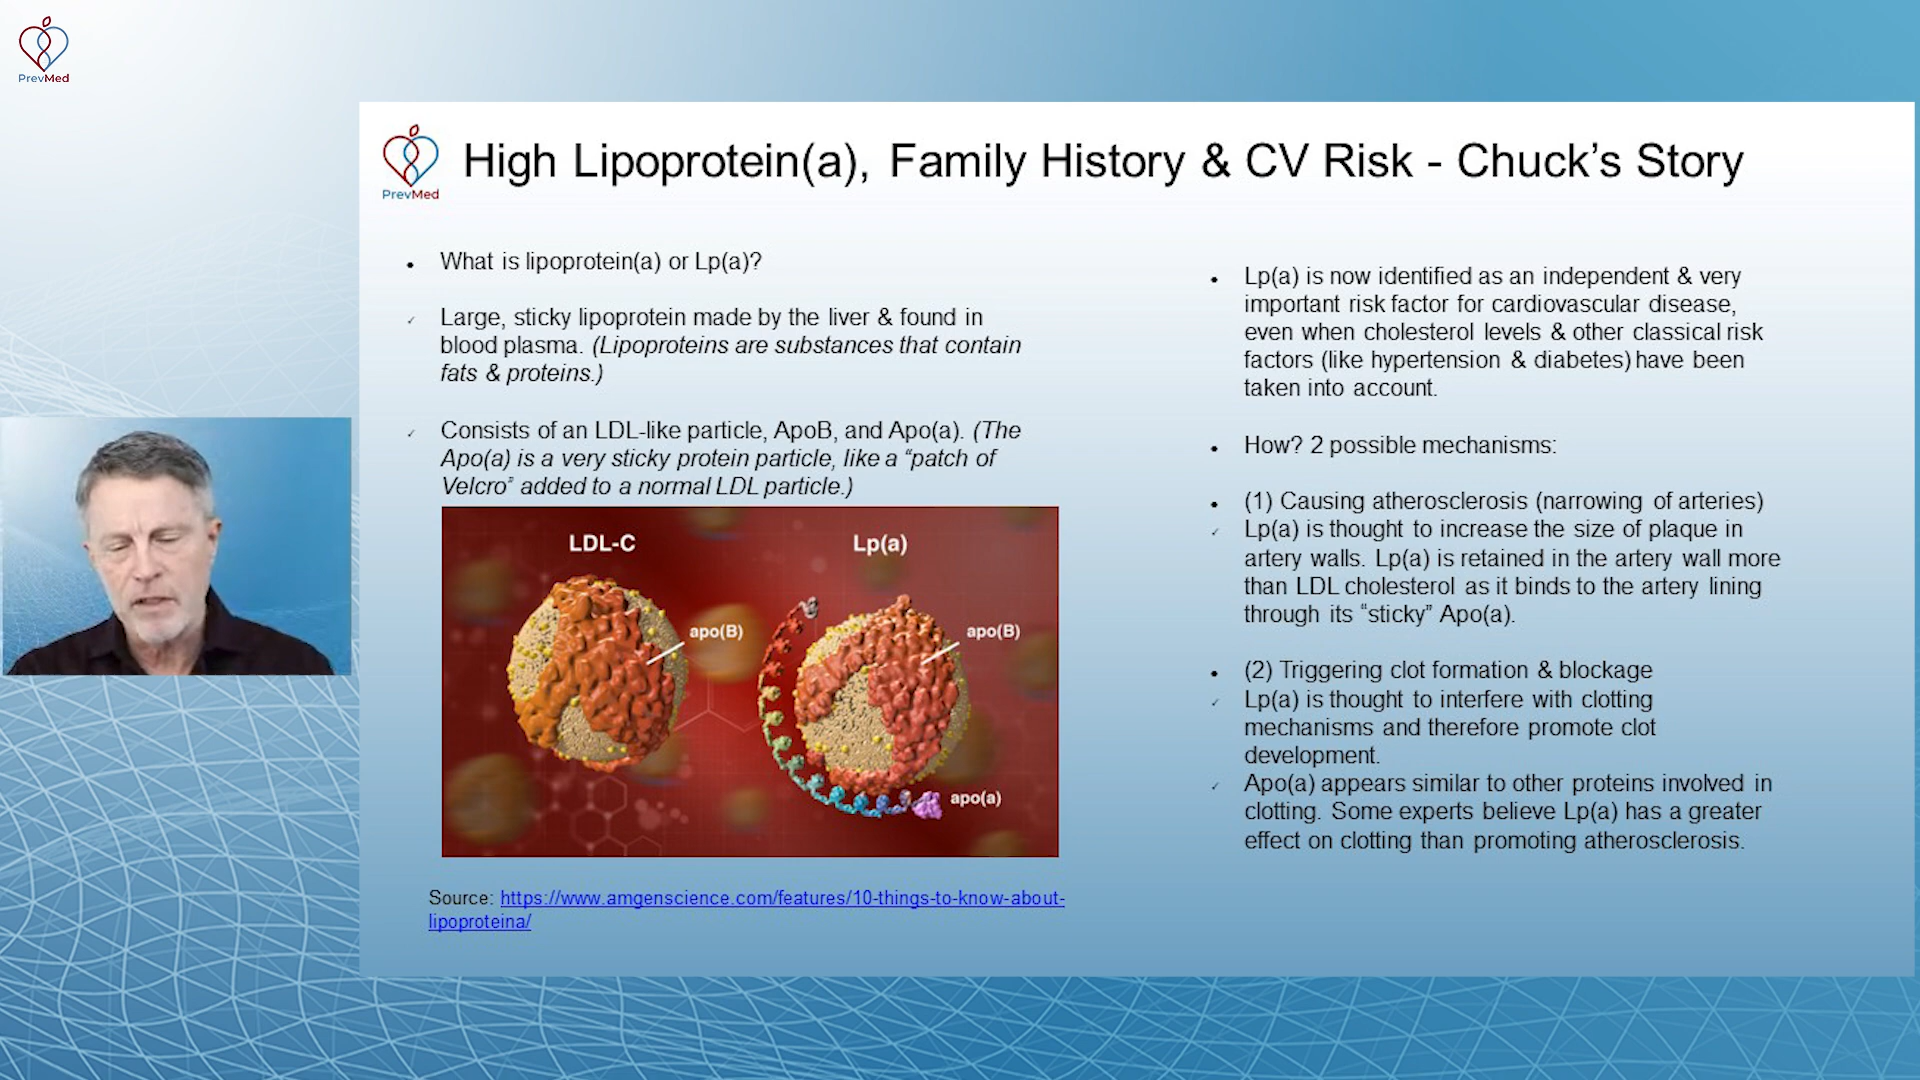 PrevMed
PrevMed
High Lipoprotein(a), Family History & CV Risk - Chuck’s Story
• What is lipoprotein(a) or Lp(a)?
✓ Large, sticky lipoprotein made by the liver & found in
blood plasma. (Lipoproteins are substances that contain
fats & proteins.)
✓ Consists of an LDL-like particle, ApoB, and Apo(a). (The
Apo(a) is a very sticky protein particle, like a “patch of
Velcro” added to a normal LDL particle.)
LDL-C
Lp(a)
apo(B)
apo(B)
apo(a)
Source: https://www.amgenscience.com/features/10-things-to-know-about-
lipoproteina/
• Lp(a) is now identified as an independent & very
important risk factor for cardiovascular disease,
even when cholesterol levels & other classical risk
factors (like hypertension & diabetes) have been
taken into account.
• How? 2 possible mechanisms:
• (1) Causing atherosclerosis (narrowing of arteries)
✓ Lp(a) is thought to increase the size of plaque in
artery walls. Lp(a) is retained in the artery wall more
than LDL cholesterol as it binds to the artery lining
through its “sticky” Apo(a).
• (2) Triggering clot formation & blockage
✓ Lp(a) is thought to interfere with clotting
mechanisms and therefore promote clot
development.
✓ Apo(a) appears similar to other proteins involved in
clotting. Some experts believe Lp(a) has a greater
effect on clotting than promoting atherosclerosis.